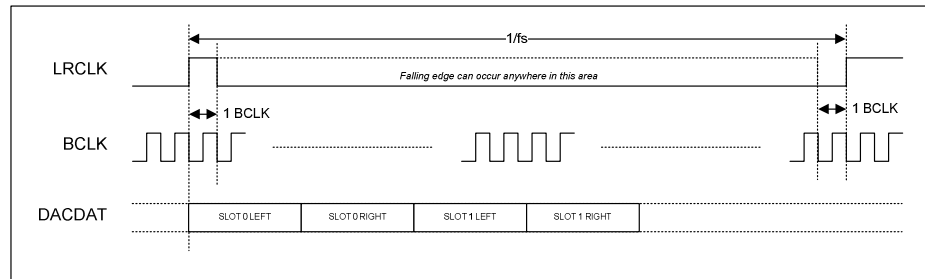 1/fs
LRCLK
Falling edge can occur anywhere in this area
1 BCLK
1 BCLK
BCLK
DACDAT
SLOT 0 LEFT
SLOT 0 RIGHT
SLOT 1 LEFT
SLOT 1 RIGHT